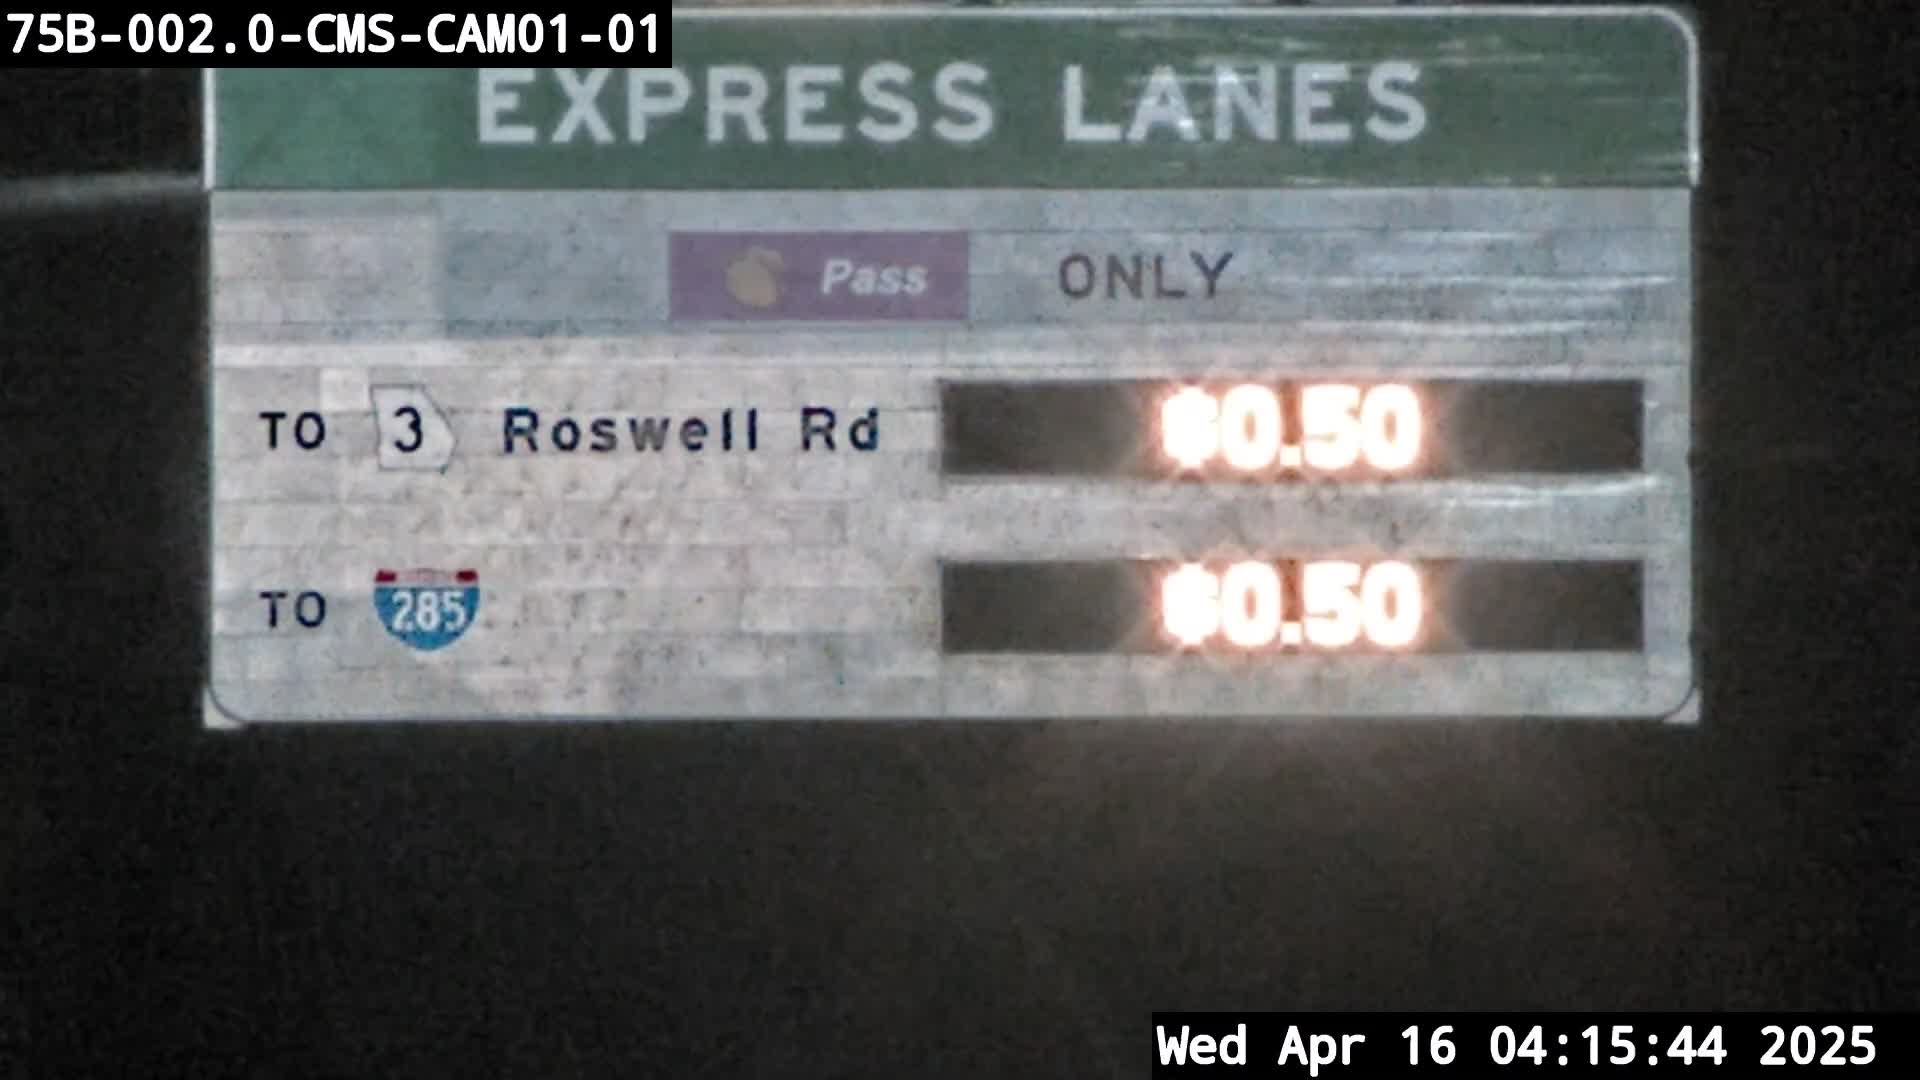 75B-002.0-CMS-CAM01-01
EXPRESS LANES
Pass ONLY
TO 3 Roswell Rd $0.50
TO 285 $0.50
Wed Apr 16 04:15:44 2025